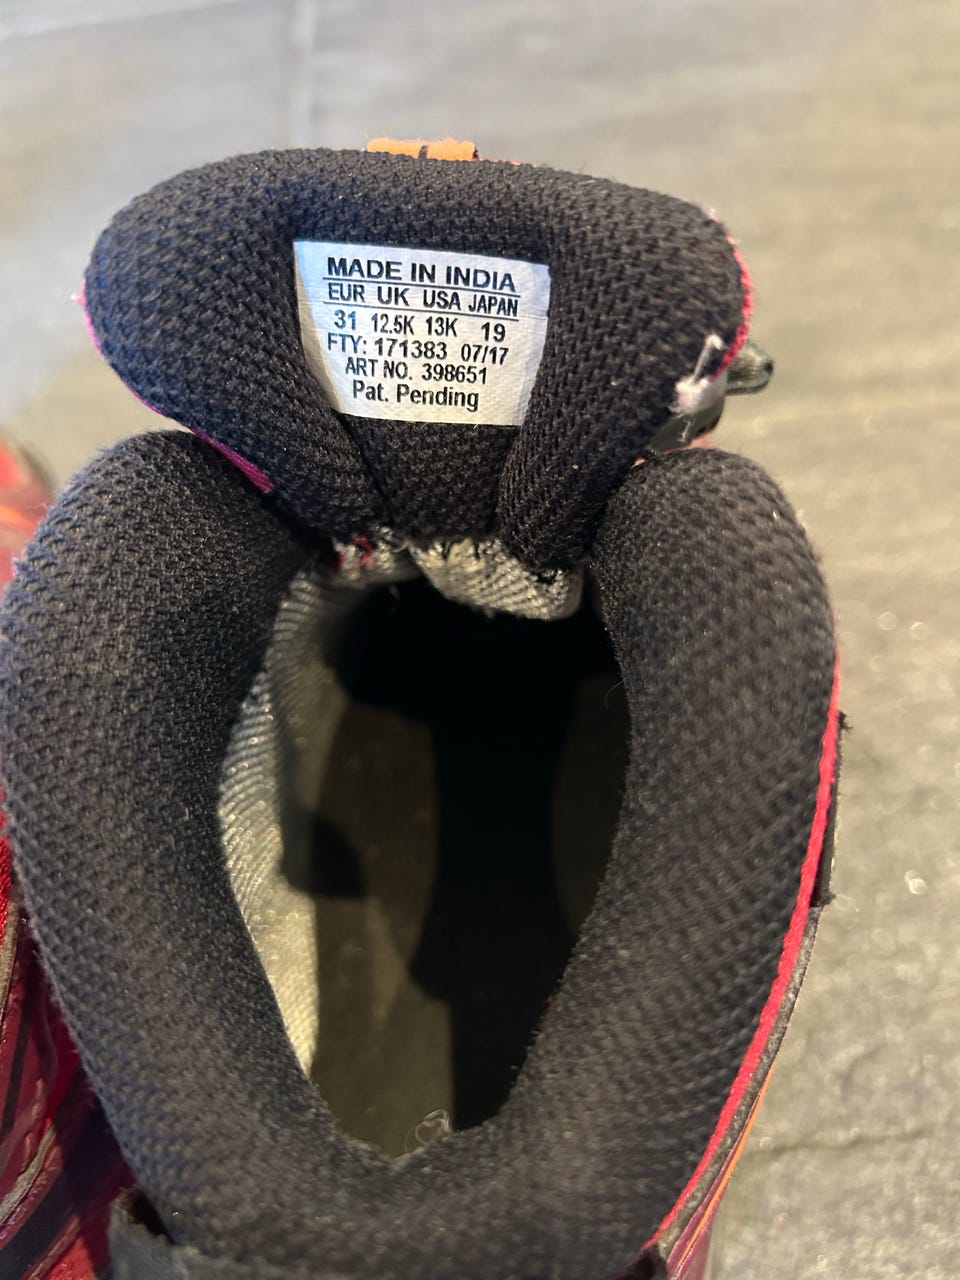 MADE IN INDIA
EUR UK USA JAPAN
31 12.5K 13K 19
FTY: 171383 07/17
ART NO. 398651
Pat. Pending